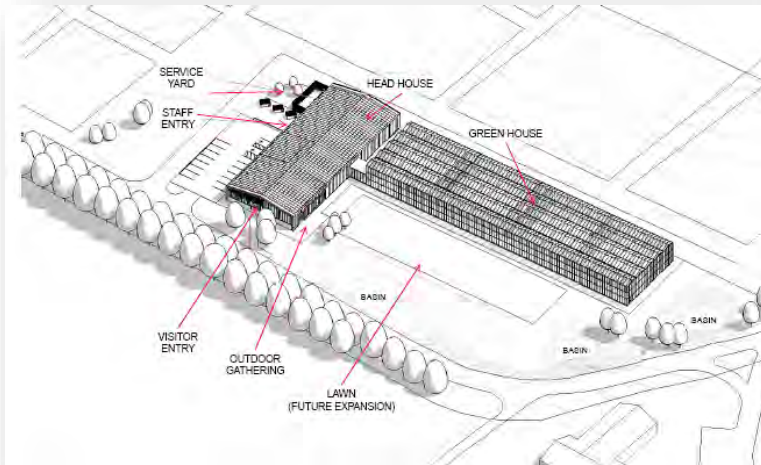 SERVICE
YARD
HEAD HOUSE
STAFF
ENTRY
GREEN HOUSE
BASIN
BASIN
VISITOR
ENTRY
OUTDOOR
GATHERING
BASIN
LAWN
(FUTURE EXPANSION)